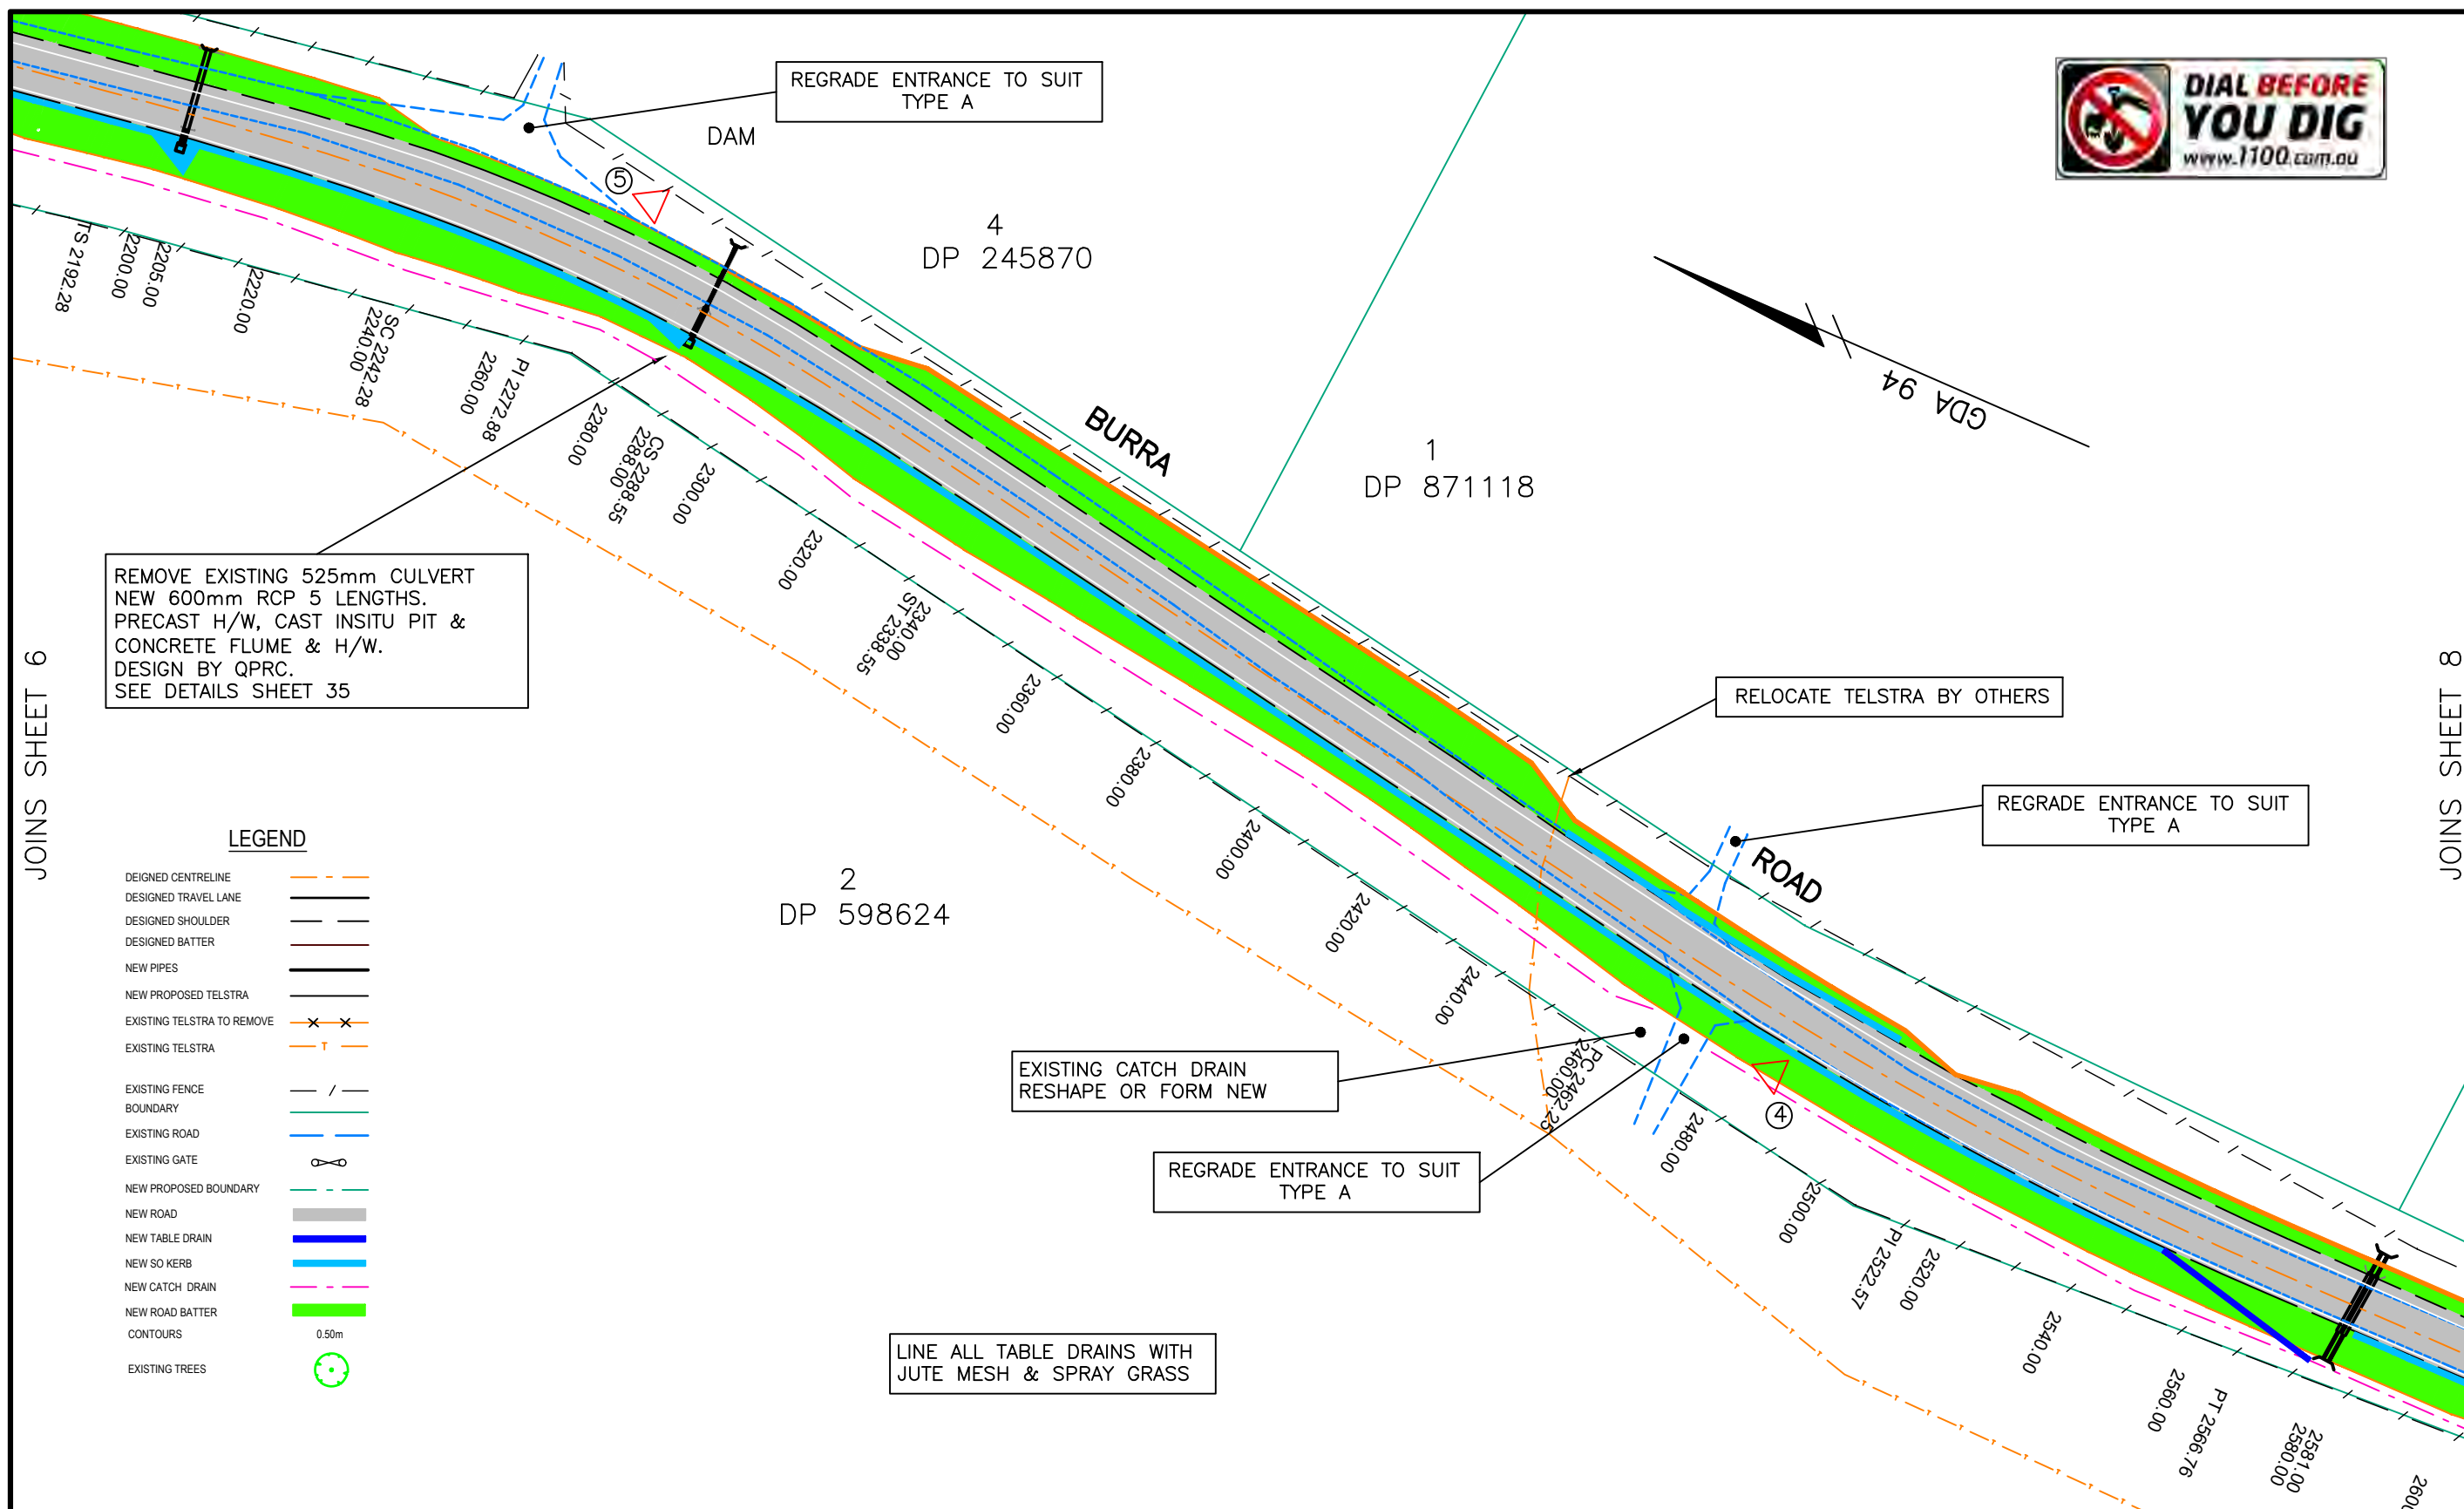 REGRADE ENTRANCE TO SUIT
TYPE A
DAM
DIAL BEFORE
YOU DIG
www.1100.com.au
5
4
DP 245870
GDA 94
TS 2192.28
2200.00
2205.00
2220.00
2240.00
SC 2242.28
2260.00
PI 2272.88
2280.00
2288.00
CS 2288.55
2300.00
2320.00
ST 2338.55
2340.00
2360.00
2380.00
2400.00
2420.00
2440.00
2460.00
PC 2462.25
2480.00
2500.00
PI 2522.57
2520.00
2540.00
2560.00
PT 2566.76
2580.00
2581.00
BURRA
1
DP 871118
REMOVE EXISTING 525mm CULVERT
NEW 600mm RCP 5 LENGTHS.
PRECAST H/W, CAST INSITU PIT &
CONCRETE FLUME & H/W.
DESIGN BY QPRC.
SEE DETAILS SHEET 35
JOINS SHEET 6
JOINS SHEET 8
RELOCATE TELSTRA BY OTHERS
REGRADE ENTRANCE TO SUIT
TYPE A
ROAD
2
DP 598624
LEGEND
DEIGNED CENTRELINE
DESIGNED TRAVEL LANE
DESIGNED SHOULDER
DESIGNED BATTER
NEW PIPES
NEW PROPOSED TELSTRA
EXISTING TELSTRA TO REMOVE
EXISTING TELSTRA
T
EXISTING FENCE
BOUNDARY
EXISTING ROAD
EXISTING GATE
NEW PROPOSED BOUNDARY
NEW ROAD
NEW TABLE DRAIN
NEW SO KERB
NEW CATCH DRAIN
NEW ROAD BATTER
CONTOURS 0.50m
EXISTING TREES
EXISTING CATCH DRAIN
RESHAPE OR FORM NEW
4
REGRADE ENTRANCE TO SUIT
TYPE A
LINE ALL TABLE DRAINS WITH
JUTE MESH & SPRAY GRASS